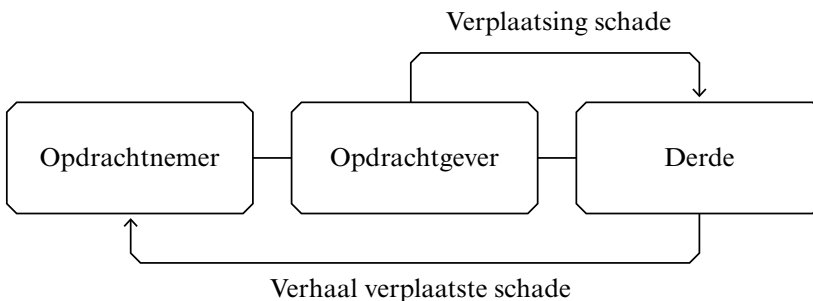 Verplaatsing schade
Opdrachtnemer
Opdrachtgever
Derde
Verhaal verplaatste schade